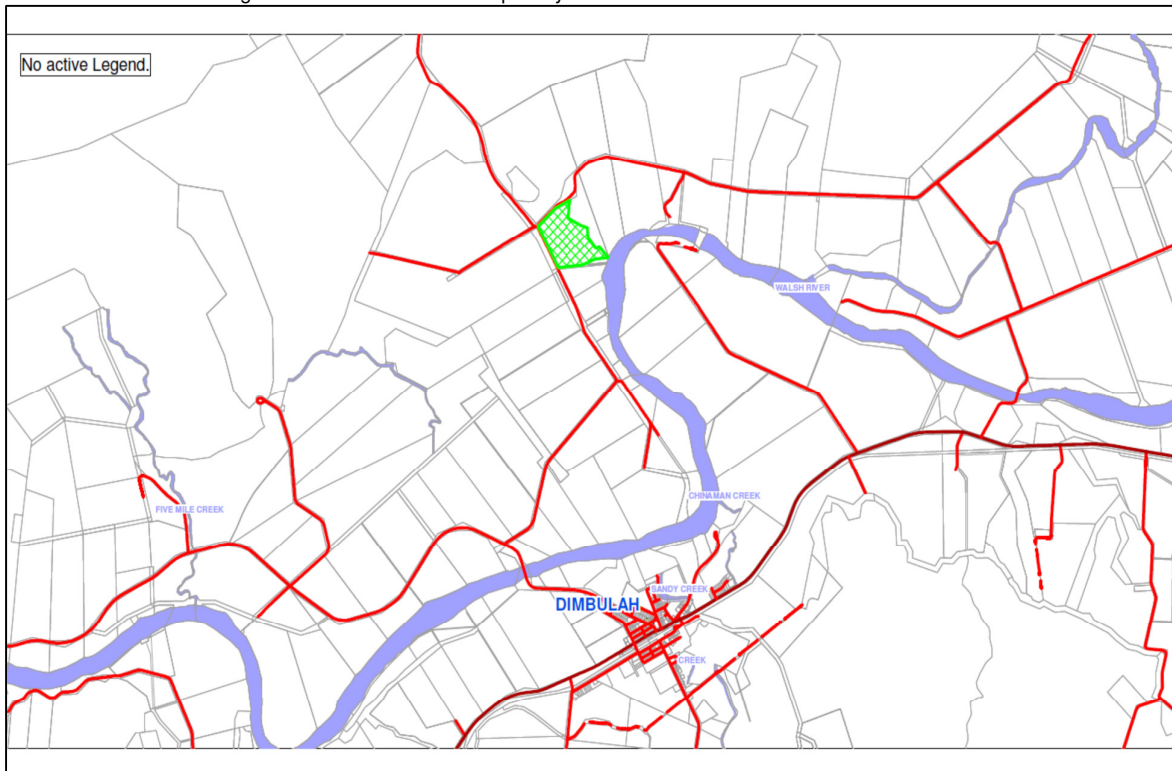 No active Legend.
WALSH RIVER
CHINAMAN CREEK
FIVE MILE CREEK
SANDY CREEK
DIMBULAH
CREEK